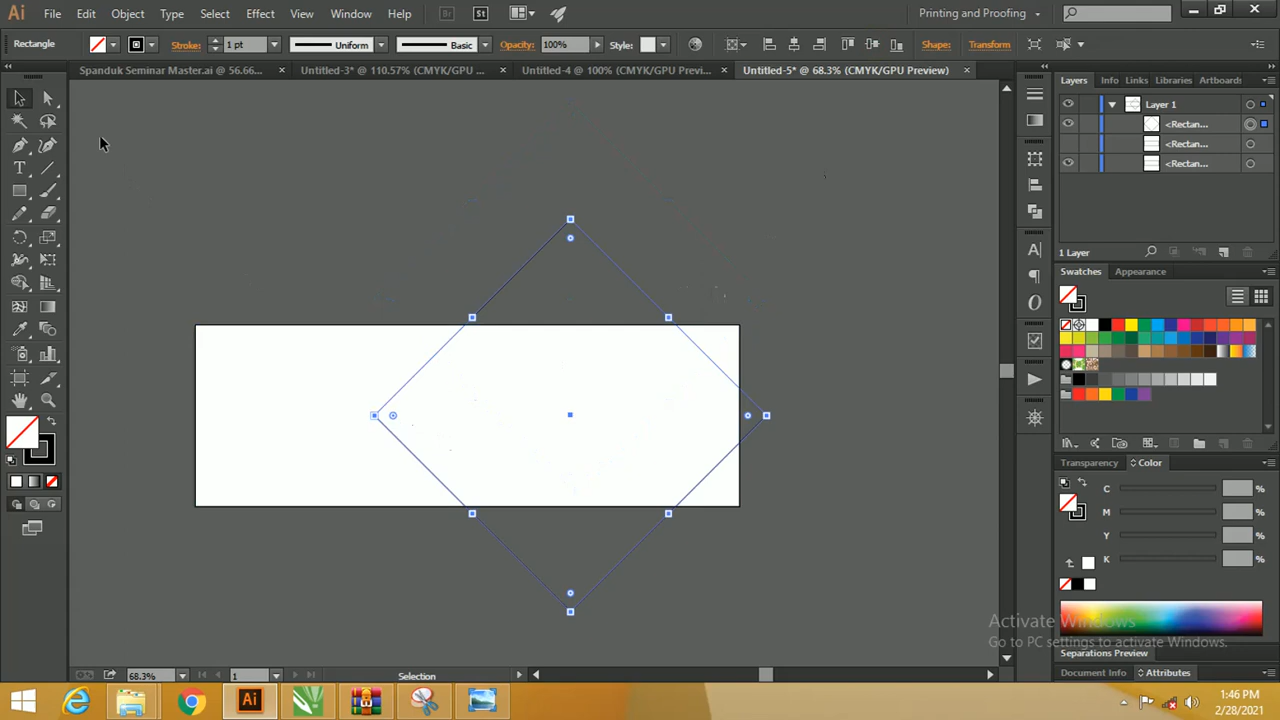 Ai File Edit Object Type Select Effect View Window Help Br St Printing and Proofing
Rectangle Stroke: 1 pt Uniform Basic Opacity: 100% Style: Shape: Transform
Spanduk Seminar Master.ai @ 56.66... Untitled-3* @ 110.57% (CMYK/GPU ... Untitled-4 @ 100% (CMYK/GPU Previ... Untitled-5* @ 68.3% (CMYK/GPU Preview)
Layers Info Links Libraries Artboards
Layer 1
<Rectan...
<Rectan...
<Rectan...
1 Layer
Swatches Appearance
Transparency Color
C %
M %
Y %
K %
Activate Windows
Go to PC settings to activate Windows.
Separations Preview
Document Info Attributes
68.3% 1 Selection
Ai
1:46 PM
2/28/2021